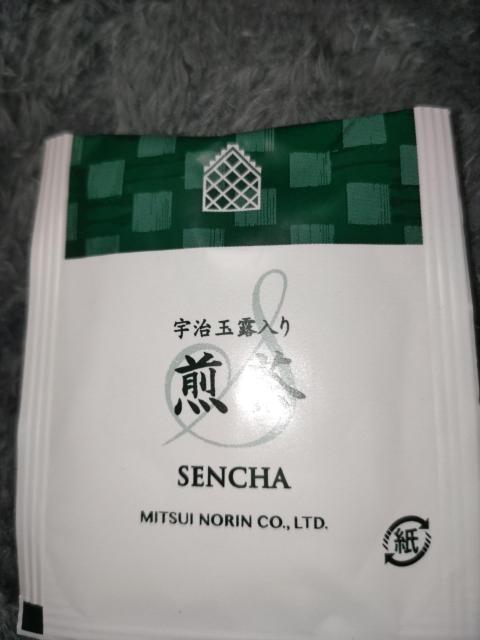 宇治玉露入り
煎茶
SENCHA
MITSUI NORIN CO., LTD.
紙